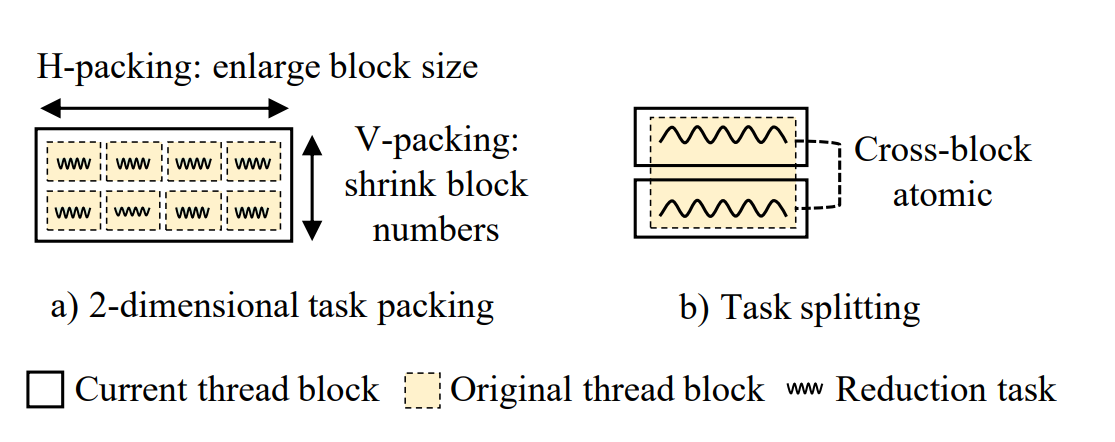 H-packing: enlarge block size
V-packing:
shrink block
numbers
Cross-block
atomic
a) 2-dimensional task packing
b) Task splitting
Current thread block
Original thread block
Reduction task